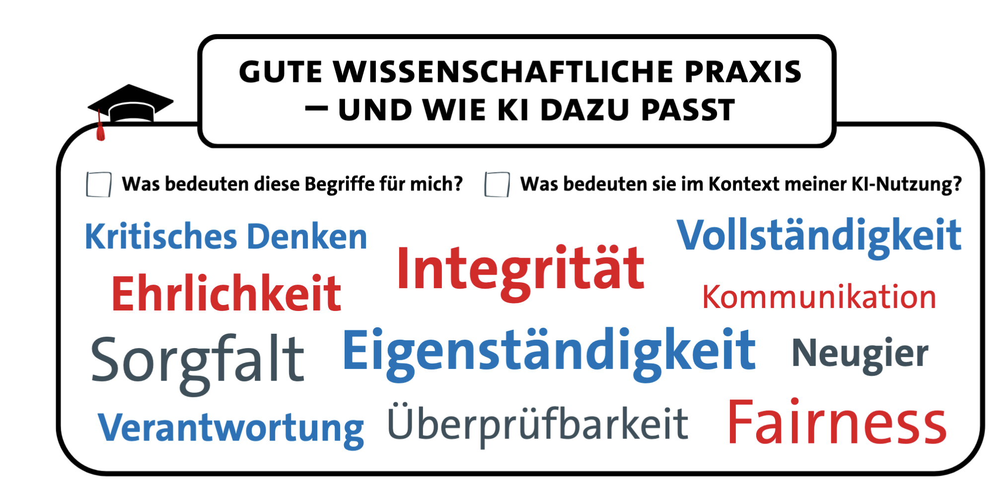 GUTE WISSENSCHAFTLICHE PRAXIS
– UND WIE KI DAZU PASST
Was bedeuten diese Begriffe für mich?
Was bedeuten sie im Kontext meiner KI-Nutzung?
Kritisches Denken
Integrität
Vollständigkeit
Ehrlichkeit
Kommunikation
Sorgfalt
Eigenständigkeit
Neugier
Verantwortung
Überprüfbarkeit
Fairness